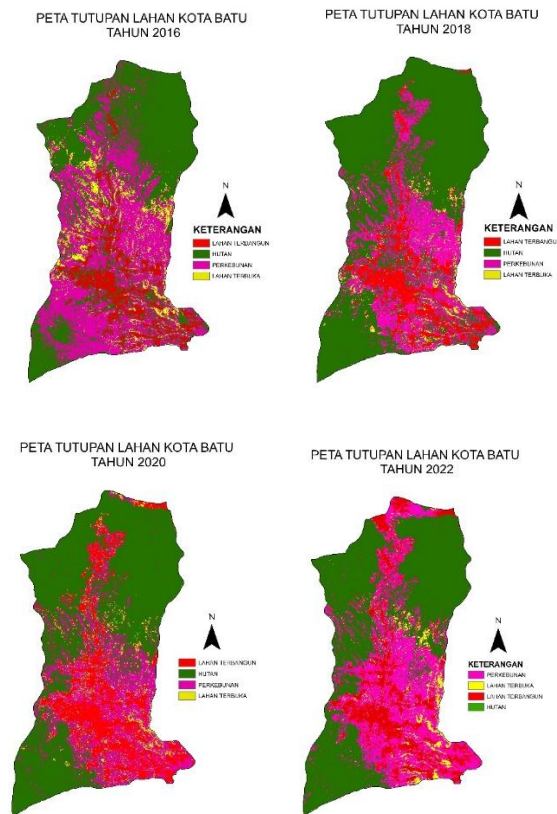 PETA TUTUPAN LAHAN KOTA BATU
TAHUN 2016
N
KETERANGAN
LAHAN TERBANGUN
HUTAN
PERKEBUNAN
LAHAN TERBUKA
PETA TUTUPAN LAHAN KOTA BATU
TAHUN 2018
N
KETERANGAN
LAHAN TERBANGU
HUTAN
PERKEBUNAN
LAHAN TERBUKA
PETA TUTUPAN LAHAN KOTA BATU
TAHUN 2020
N
LAHAN TERBANGUN
HUTAN
PERKEBUNAN
LAHAN TERBUKA
PETA TUTUPAN LAHAN KOTA BATU
TAHUN 2022
N
KETERANGAN
PERKEBUNAN
LAHAN TERBUKA
LAHAN TERBANGUN
HUTAN